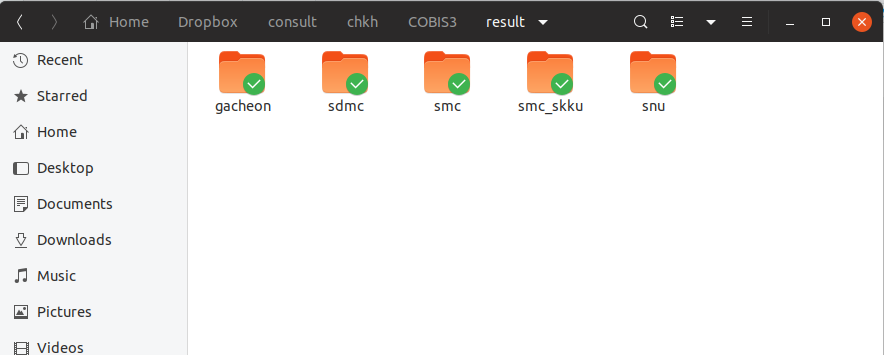 Home Dropbox consult chkh COBIS3 result
Recent
Starred
Home
Desktop
Documents
Downloads
Music
Pictures
Videos
gacheon sdmc smc smc_skku snu